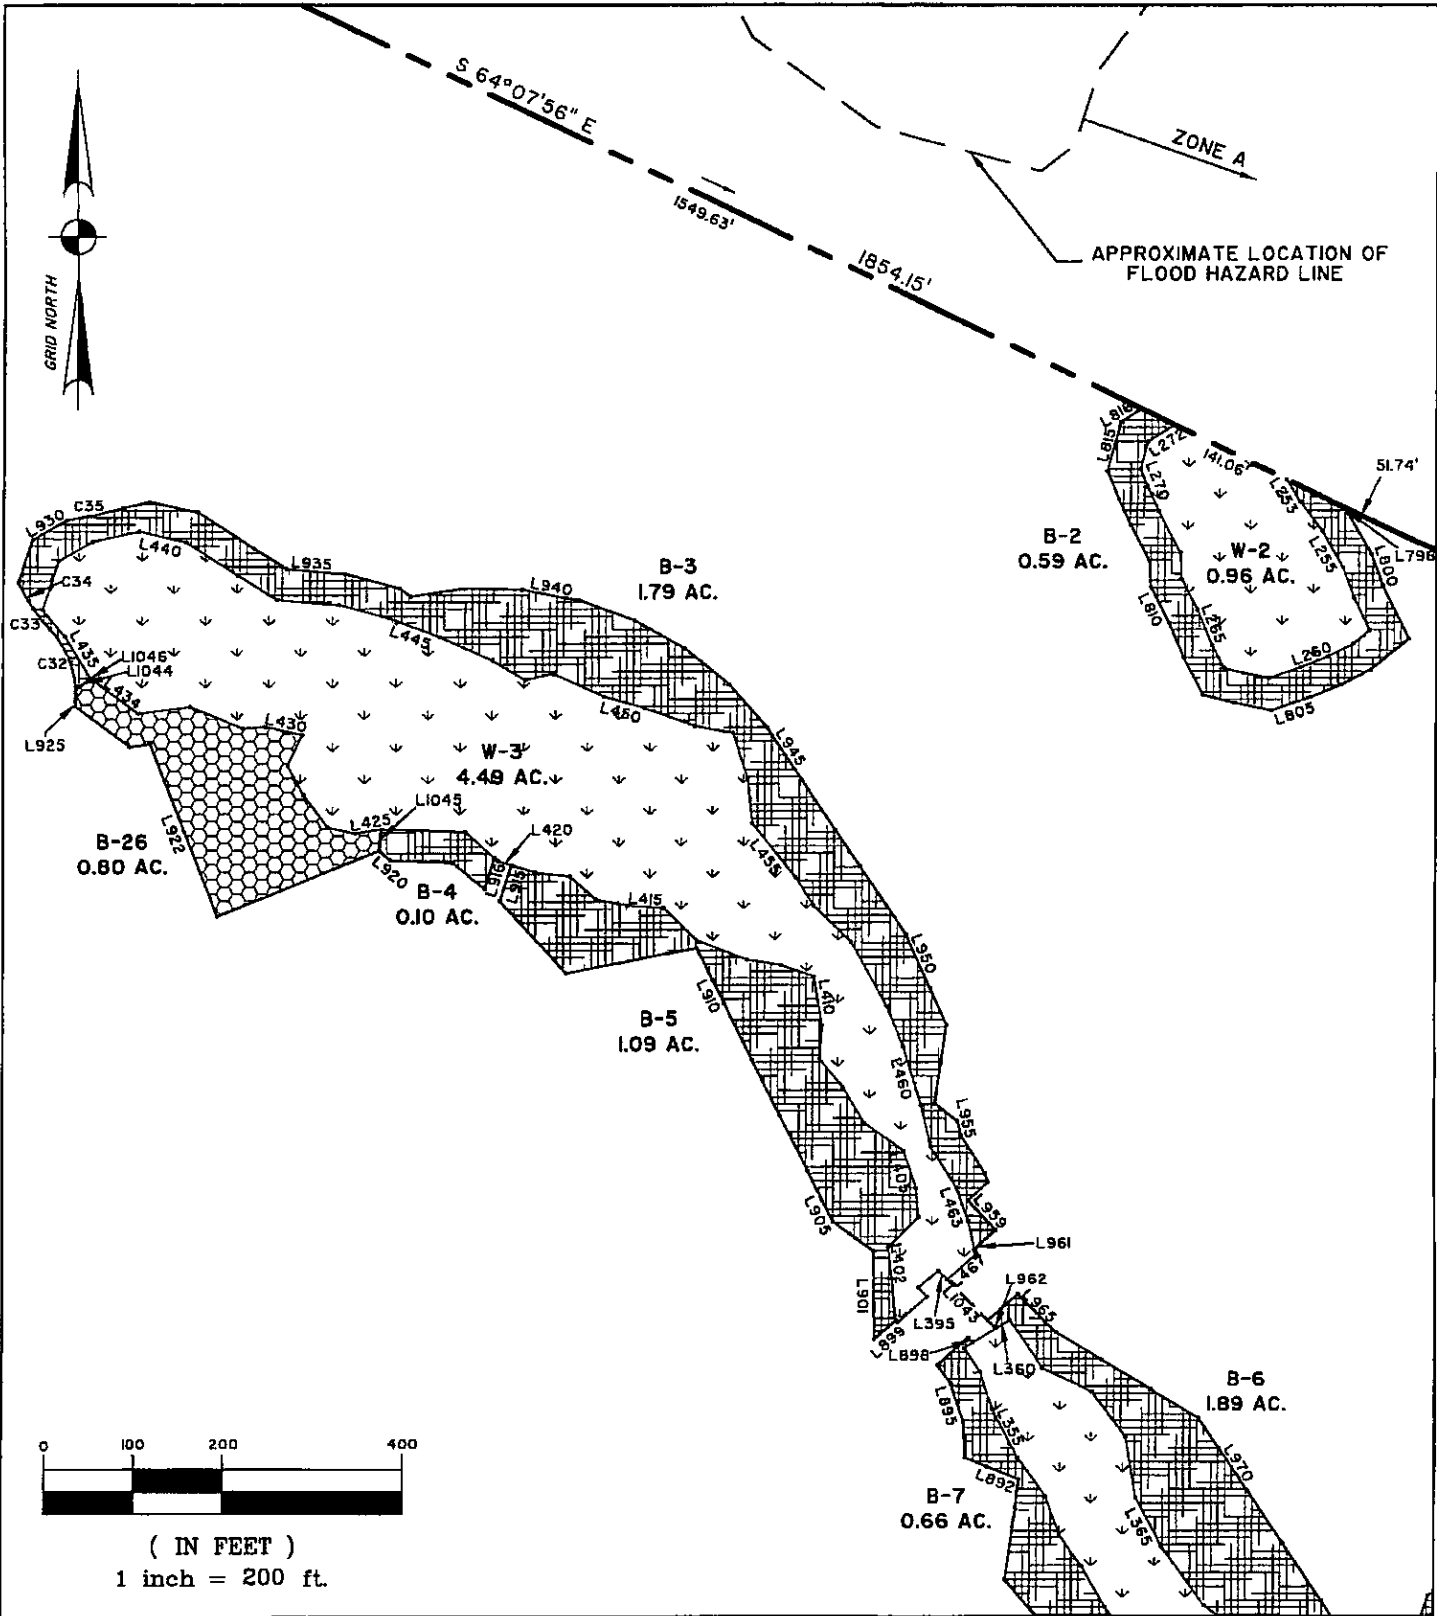 S 64°07'56" E
ZONE A
1549.63'
1854.15'
APPROXIMATE LOCATION OF
FLOOD HAZARD LINE
GRID NORTH
L816
L815
L272
L270
141.06'
L253
51.74'
L255
L796
L800
B-2
0.59 AC.
W-2
0.96 AC.
L810
L265
L260
L805
L930
C35
L440
L935
B-3
1.79 AC.
L940
C34
C33
L445
L435
C32
L1046
L1044
L434
L925
L430
L450
L945
W-3
4.49 AC.
L1045
L425
L420
L455
B-26
0.80 AC.
L922
L920
B-4
0.10 AC.
L916
L915
L415
L950
L910
L410
B-5
1.09 AC.
L460
L955
L405
L463
L905
L959
L961
L402
L467
L962
L901
L1043
L965
L395
L899
L898
L360
B-6
1.89 AC.
L895
L355
L970
L892
B-7
0.66 AC.
L365
0 100 200 400
( IN FEET )
1 inch = 200 ft.